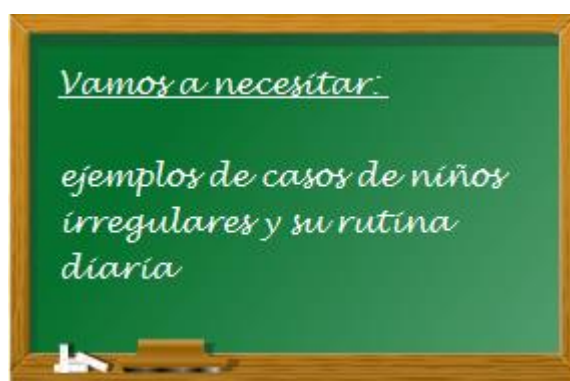 Vamos a necesitar:
ejemplos de casos de niños
irregulares y su rutina
diaria